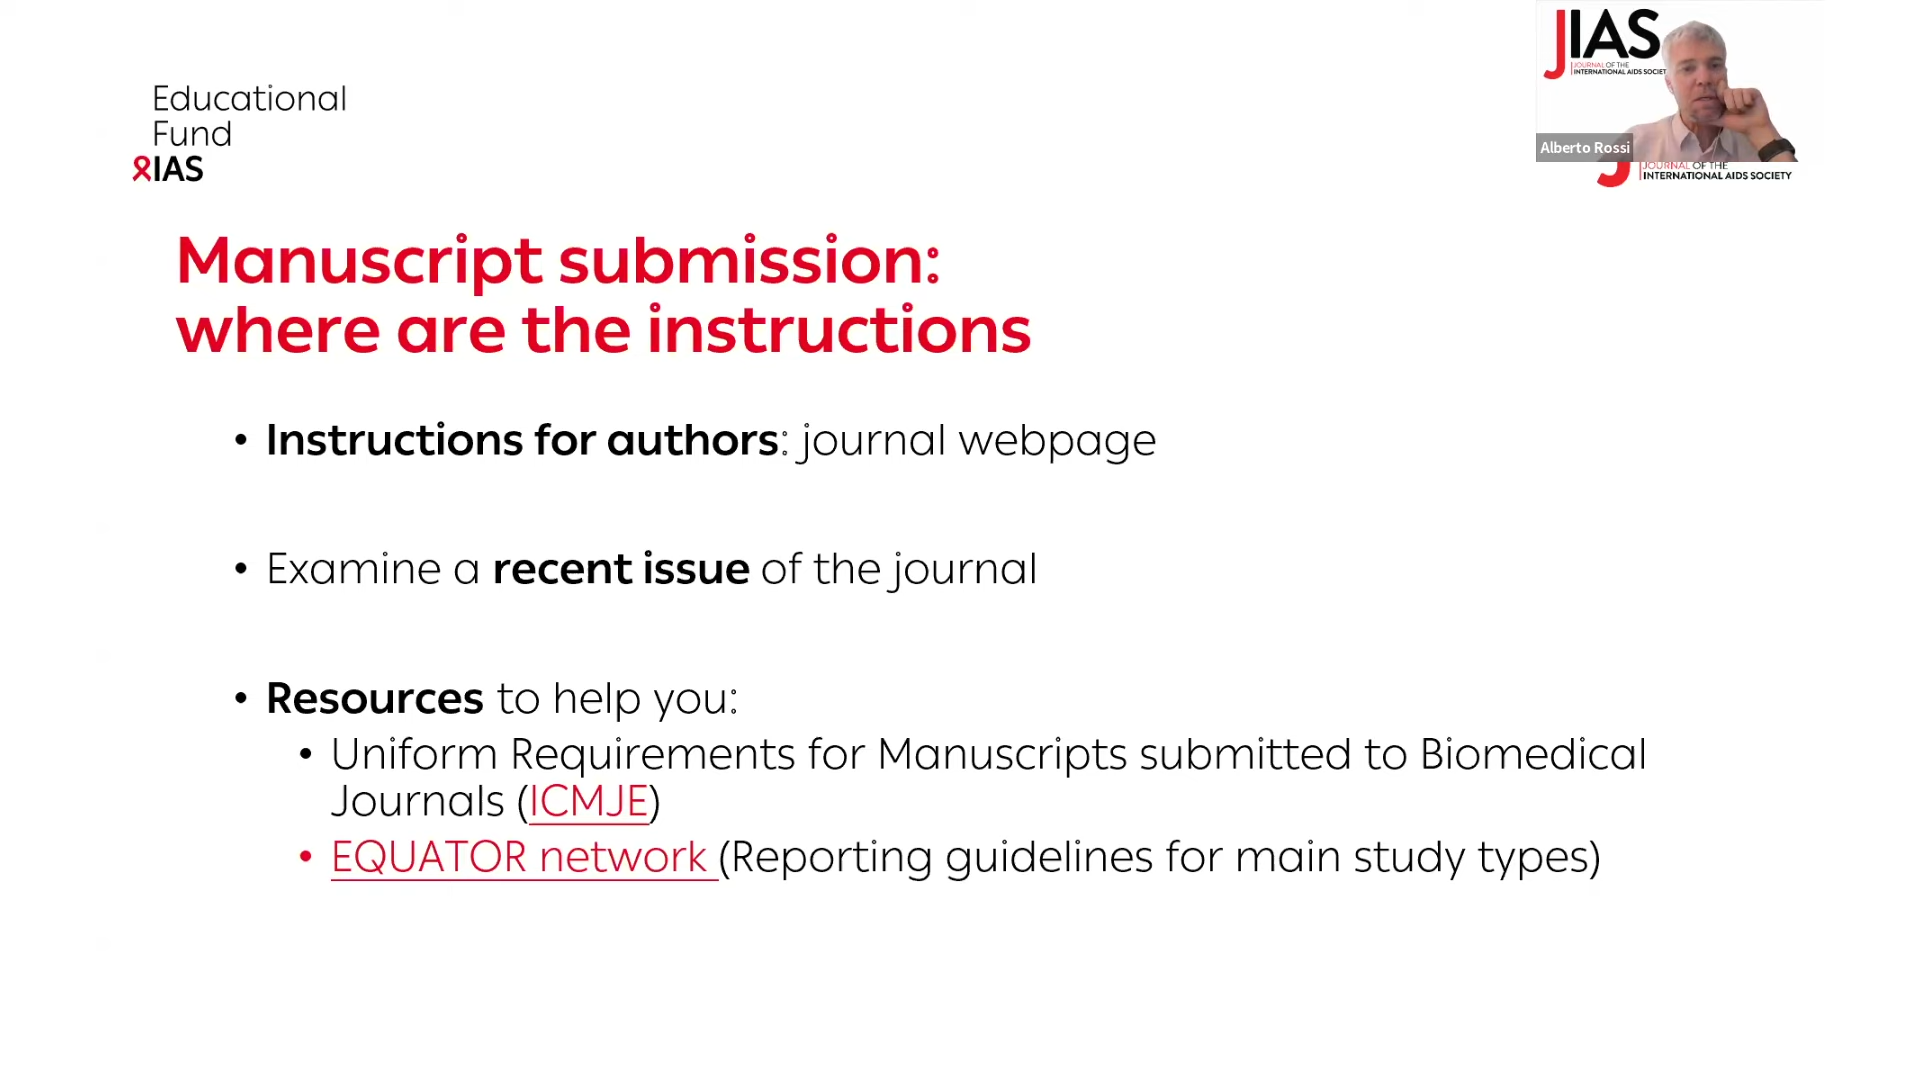 Educational
Fund
IAS
JIAS
JOURNAL OF THE
INTERNATIONAL AIDS SOCIET
Alberto Rossi
JOURNAL OF THE
INTERNATIONAL AIDS SOCIETY
Manuscript submission:
where are the instructions
• Instructions for authors: journal webpage
• Examine a recent issue of the journal
• Resources to help you:
• Uniform Requirements for Manuscripts submitted to Biomedical
Journals (ICMJE)
• EQUATOR network (Reporting guidelines for main study types)